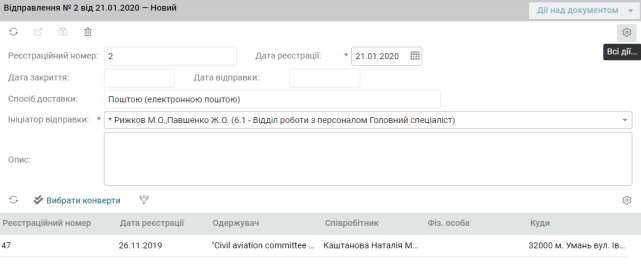 Відправлення № 2 від 21.01.2020 — Новий
Дії над документом
Всі дії...
Реєстраційний номер: 2 Дата реєстрації: * 21.01.2020
Дата закриття: Дата відправки:
Спосіб доставки: Поштою (електронною поштою)
Ініціатор відправки: * * Рижков М.О.,Павшенко Ж.О. (6.1 - Відділ роботи з персоналом Головний спеціаліст)
Опис:
Вибрати конверти
Реєстраційний номер Дата реєстрації Одержувач Співробітник Фіз. особа Куди
47 26.11.2019 "Civil aviation committee ... Каштанова Наталія М... 32000 м. Умань вул. Ів...